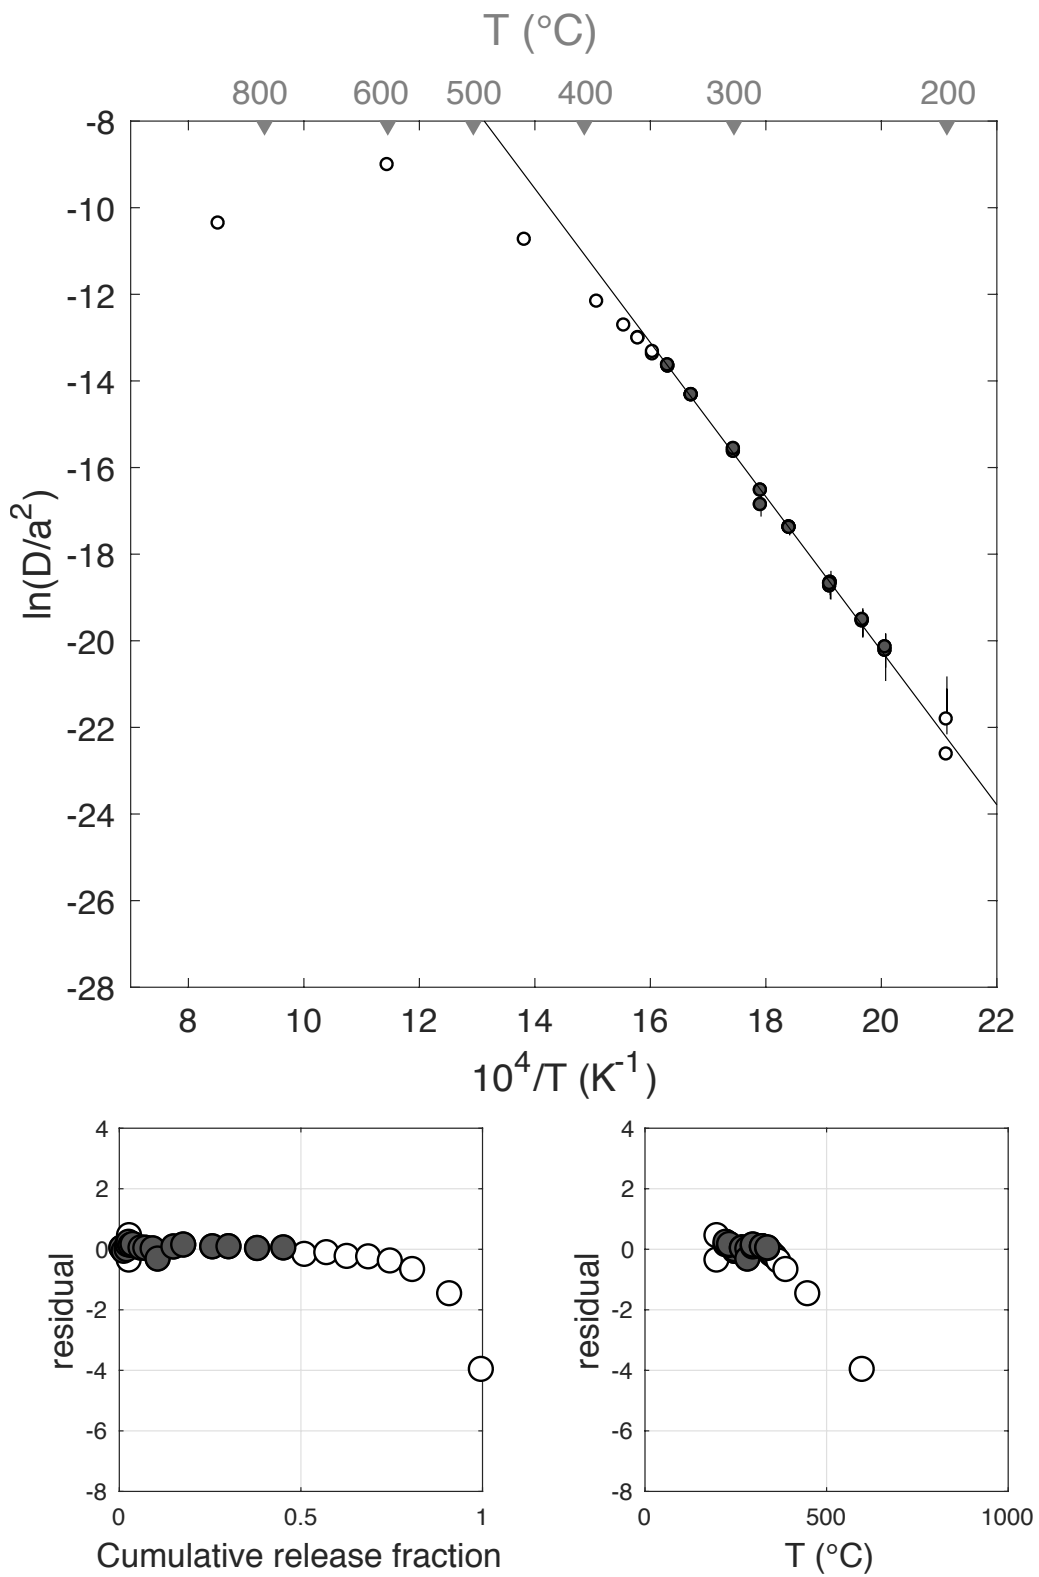 T (°C)
800 600 500 400 300 200
-8
-10
-12
-14
-16
-18
-20
-22
-24
-26
-28
ln(D/a²)
8 10 12 14 16 18 20 22
10⁴/T (K⁻¹)
4
2
0
-2
-4
-6
-8
residual
0 0.5 1
Cumulative release fraction
4
2
0
-2
-4
-6
-8
residual
0 500 1000
T (°C)